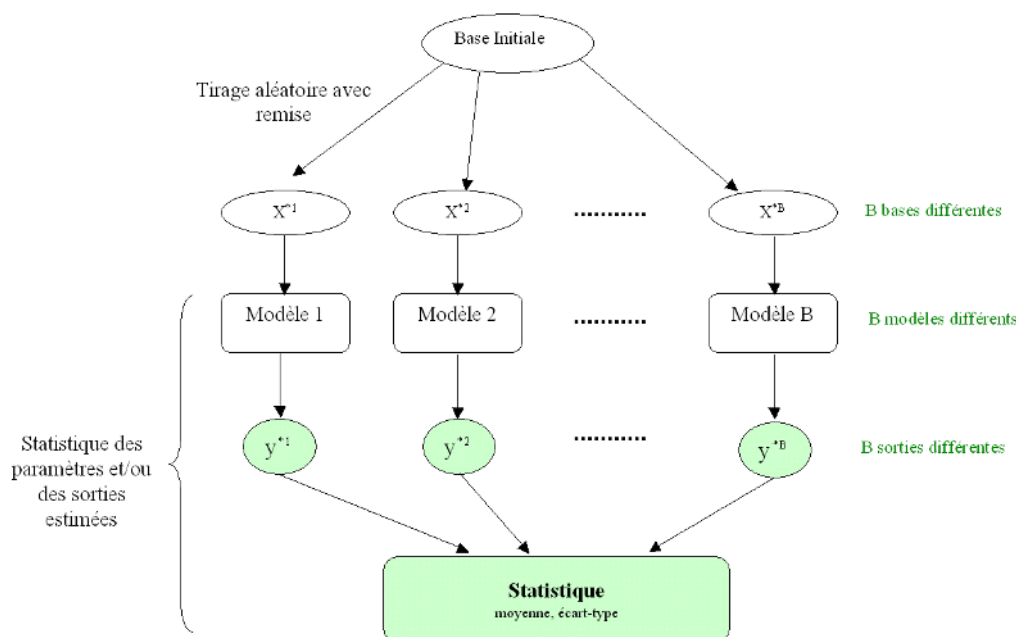 Base Initiale
Tirage aléatoire avec
remise
X*1
X*2
...........
X*B
B bases différentes
Modèle 1
Modèle 2
...........
Modèle B
B modèles différents
y*1
y*2
...........
y*B
B sorties différentes
Statistique des
paramètres et/ou
des sorties
estimées
Statistique
moyenne, écart-type